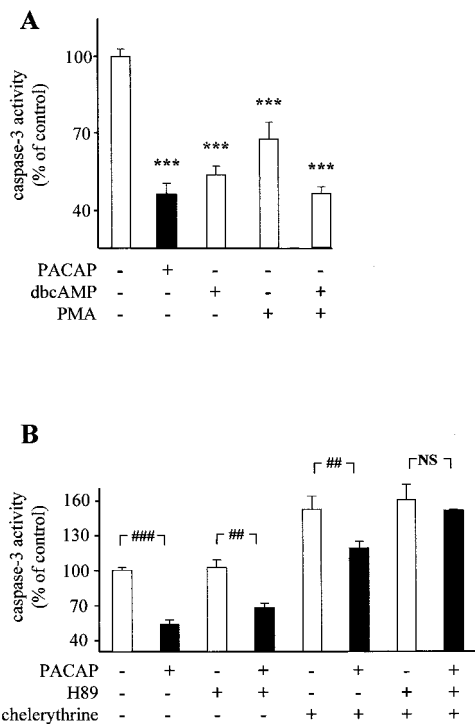 A
caspase-3 activity
(% of control)
100
70
40
***
***
***
***
PACAP - + - - -
dbcAMP - - + - +
PMA - - - + +
B
caspase-3 activity
(% of control)
160
130
100
70
40
###
##
##
NS
PACAP - + - + - + - +
H89 - - + + - - + +
chelerythrine - - - - + + + +